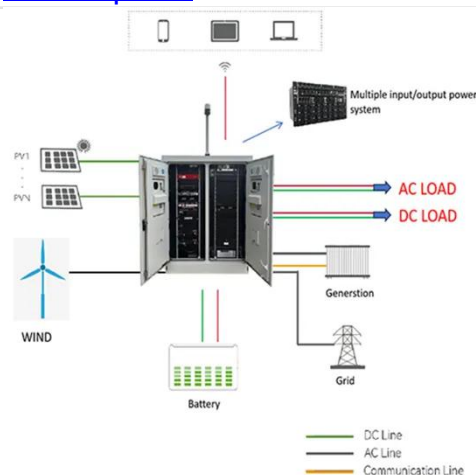 Multiple input/output power
system
PV1
PVN
AC LOAD
DC LOAD
WIND
Generstion
Grid
Battery
DC Line
AC Line
Communication Line